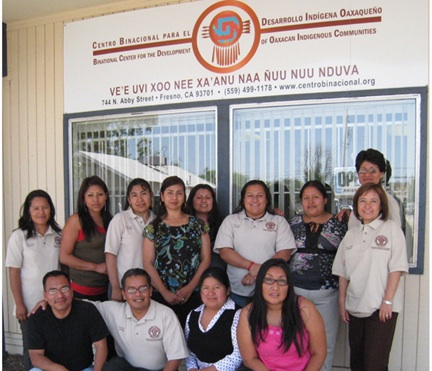 CENTRO BINACIONAL PARA EL DESARROLLO INDÍGENA OAXAQUEÑO
BINATIONAL CENTER FOR THE DEVELOPMENT OF OAXACAN INDIGENOUS COMMUNITIES
VE'E UVI XOO NEE XA'ANU NAA ÑUU NUU NDUVA
744 N. Abby Street • Fresno, CA 93701 • (559) 499-1178 • www.centrobinacional.org